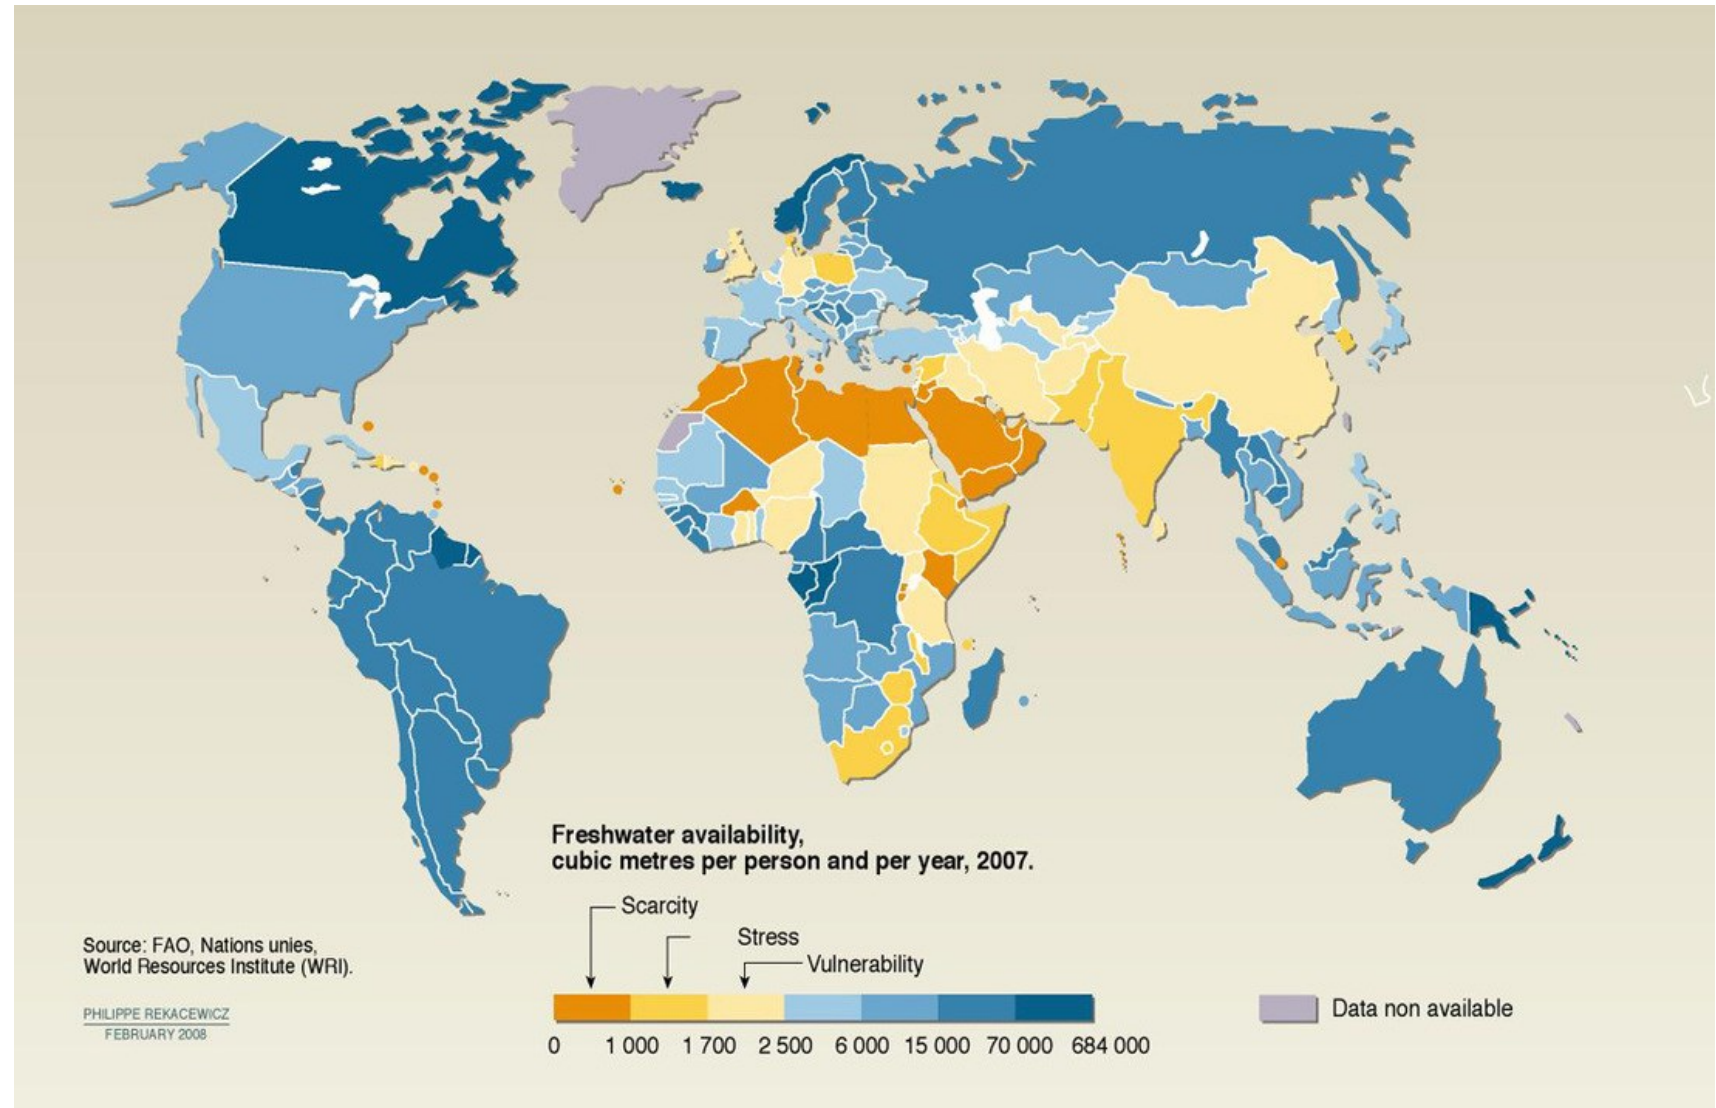 Freshwater availability,
cubic metres per person and per year, 2007.
Scarcity
Stress
Vulnerability
0 1 000 1 700 2 500 6 000 15 000 70 000 684 000
Data non available
Source: FAO, Nations unies,
World Resources Institute (WRI).
PHILIPPE REKACEWICZ
FEBRUARY 2008